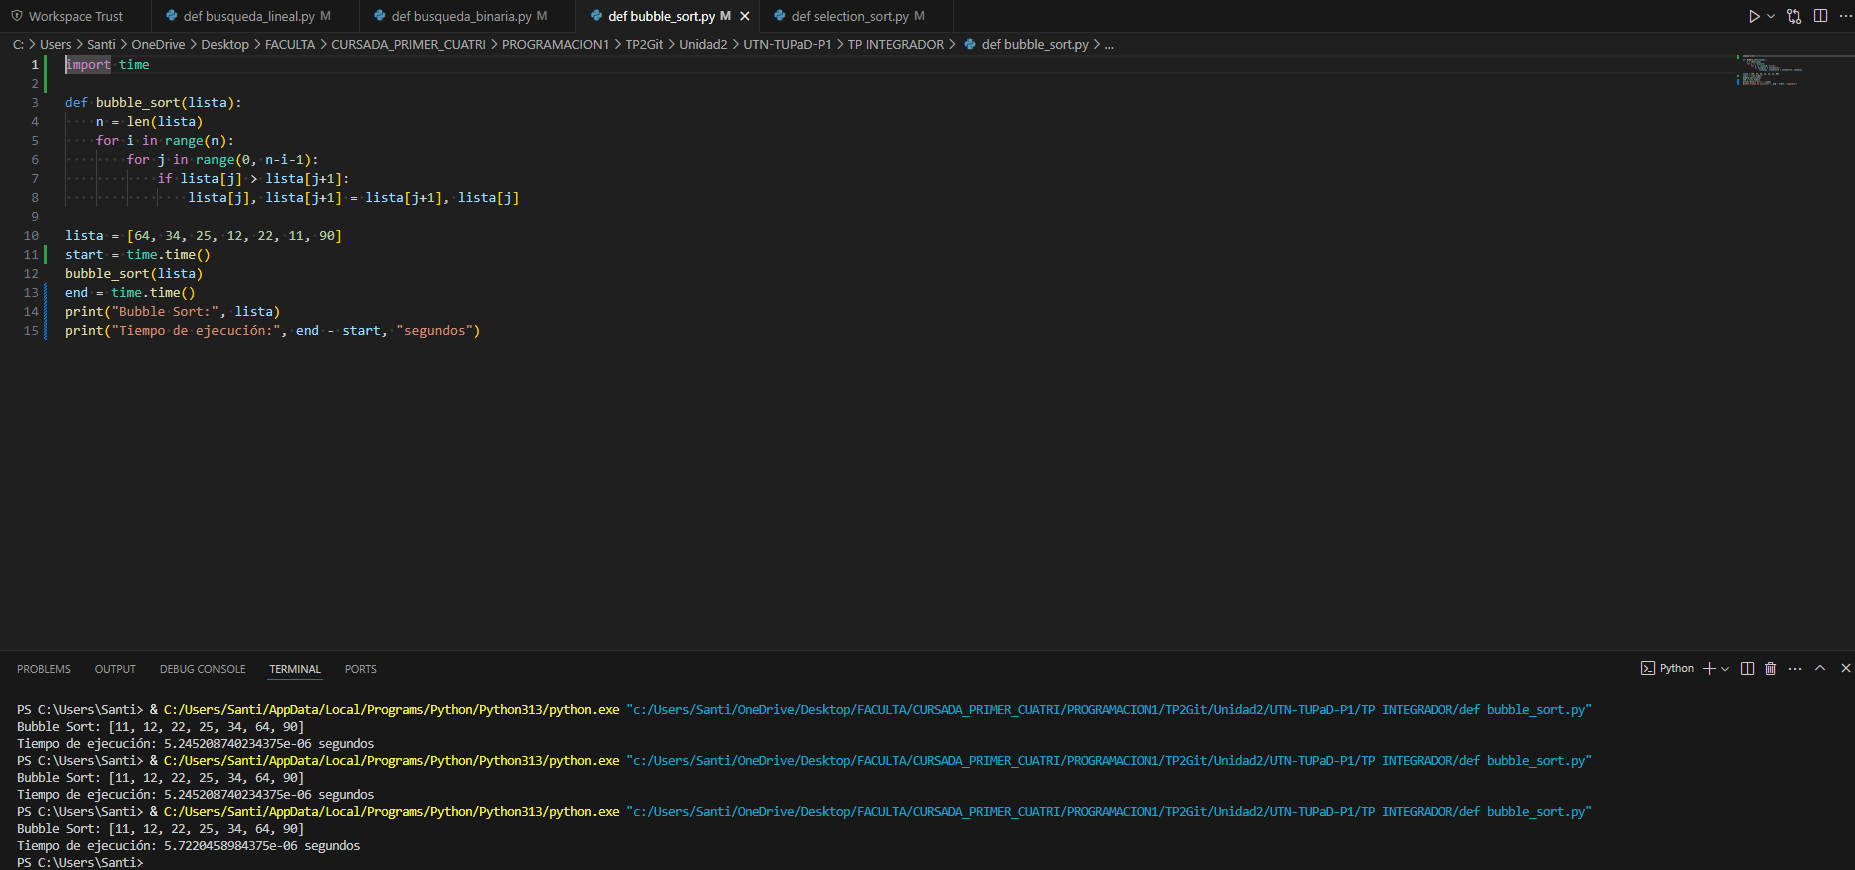 Workspace Trust
def busqueda_lineal.py M
def busqueda_binaria.py M
def bubble_sort.py M
def selection_sort.py M
C: > Users > Santi > OneDrive > Desktop > FACULTA > CURSADA_PRIMER_CUATRI > PROGRAMACION1 > TP2Git > Unidad2 > UTN-TUPaD-P1 > TP INTEGRADOR > def bubble_sort.py > ...
1 import time
2
3 def bubble_sort(lista):
4     n = len(lista)
5     for i in range(n):
6         for j in range(0, n-i-1):
7             if lista[j] > lista[j+1]:
8                 lista[j], lista[j+1] = lista[j+1], lista[j]
9
10 lista = [64, 34, 25, 12, 22, 11, 90]
11 start = time.time()
12 bubble_sort(lista)
13 end = time.time()
14 print("Bubble Sort:", lista)
15 print("Tiempo de ejecución:", end - start, "segundos")
PROBLEMS OUTPUT DEBUG CONSOLE TERMINAL PORTS
Python
PS C:\Users\Santi> & C:/Users/Santi/AppData/Local/Programs/Python/Python313/python.exe "c:/Users/Santi/OneDrive/Desktop/FACULTA/CURSADA_PRIMER_CUATRI/PROGRAMACION1/TP2Git/Unidad2/UTN-TUPaD-P1/TP INTEGRADOR/def bubble_sort.py"
Bubble Sort: [11, 12, 22, 25, 34, 64, 90]
Tiempo de ejecución: 5.245208740234375e-06 segundos
PS C:\Users\Santi> & C:/Users/Santi/AppData/Local/Programs/Python/Python313/python.exe "c:/Users/Santi/OneDrive/Desktop/FACULTA/CURSADA_PRIMER_CUATRI/PROGRAMACION1/TP2Git/Unidad2/UTN-TUPaD-P1/TP INTEGRADOR/def bubble_sort.py"
Bubble Sort: [11, 12, 22, 25, 34, 64, 90]
Tiempo de ejecución: 5.245208740234375e-06 segundos
PS C:\Users\Santi> & C:/Users/Santi/AppData/Local/Programs/Python/Python313/python.exe "c:/Users/Santi/OneDrive/Desktop/FACULTA/CURSADA_PRIMER_CUATRI/PROGRAMACION1/TP2Git/Unidad2/UTN-TUPaD-P1/TP INTEGRADOR/def bubble_sort.py"
Bubble Sort: [11, 12, 22, 25, 34, 64, 90]
Tiempo de ejecución: 5.7220458984375e-06 segundos
PS C:\Users\Santi>